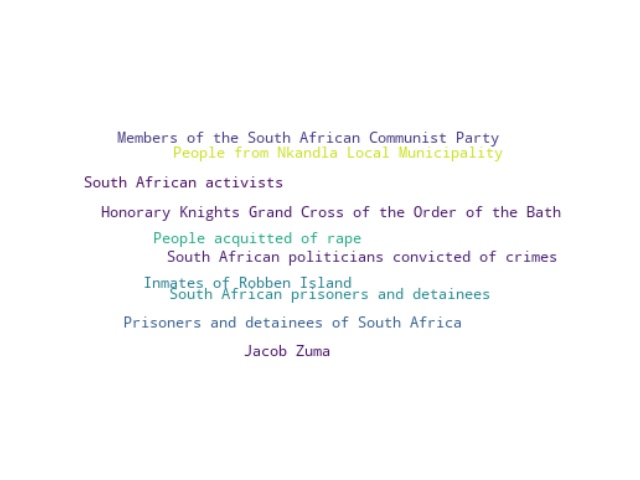 Members of the South African Communist Party
People from Nkandla Local Municipality
South African activists
Honorary Knights Grand Cross of the Order of the Bath
People acquitted of rape
South African politicians convicted of crimes
Inmates of Robben Island
South African prisoners and detainees
Prisoners and detainees of South Africa
Jacob Zuma